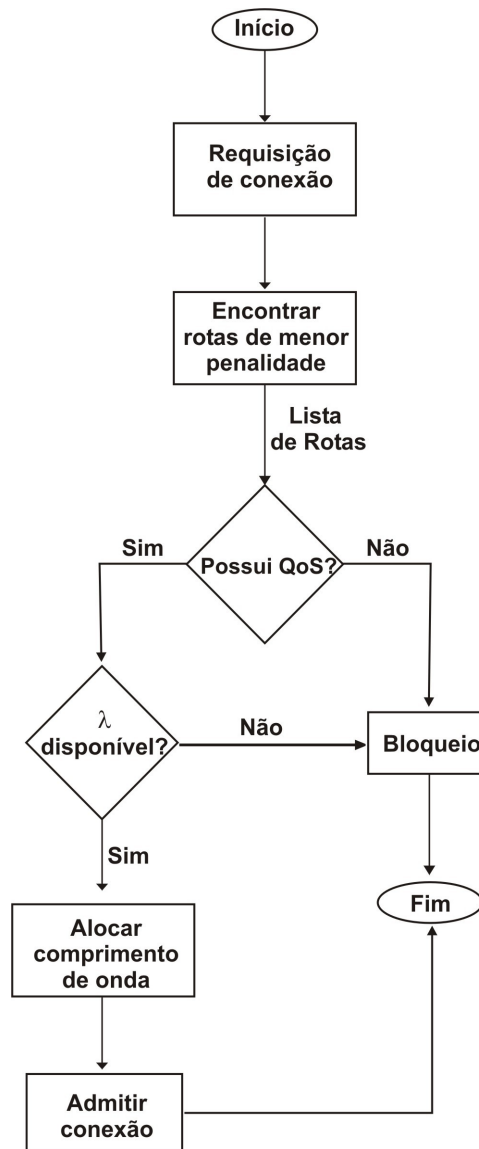 Início
Requisição
de conexão
Encontrar
rotas de menor
penalidade
Lista
de Rotas
Sim
Possui QoS?
Não
λ
disponível?
Não
Bloqueio
Sim
Alocar
comprimento
de onda
Fim
Admitir
conexão